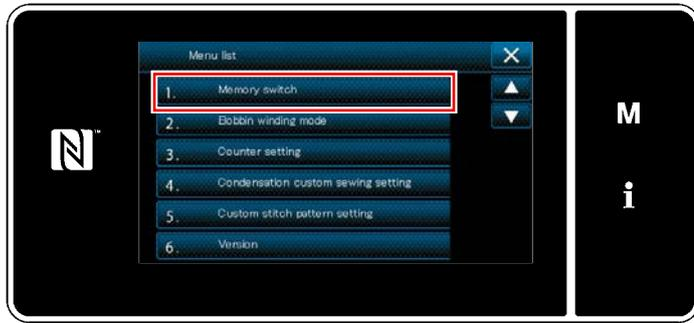 Menu list
1. Memory switch
2. Bobbin winding mode
3. Counter setting
4. Condensation custom sewing setting
5. Custom stitch pattern setting
6. Version
N™
M
i